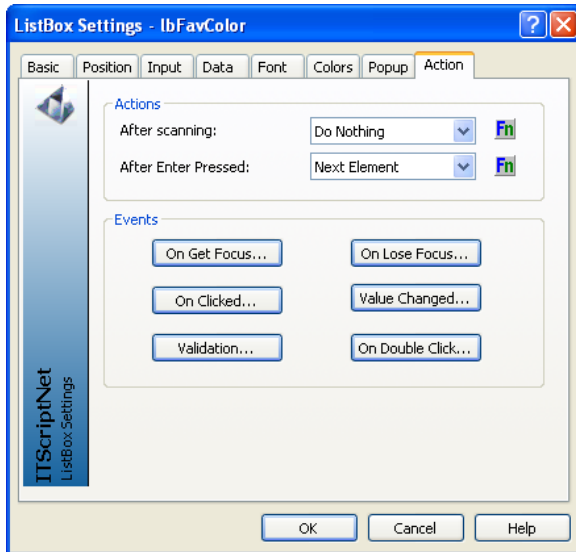 ListBox Settings - lbFavColor
?
X
Basic Position Input Data Font Colors Popup Action
Actions
After scanning: Do Nothing Fn
After Enter Pressed: Next Element Fn
Events
On Get Focus... On Lose Focus...
On Clicked... Value Changed...
Validation... On Double Click...
ITScriptNet
ListBox Settings
OK Cancel Help